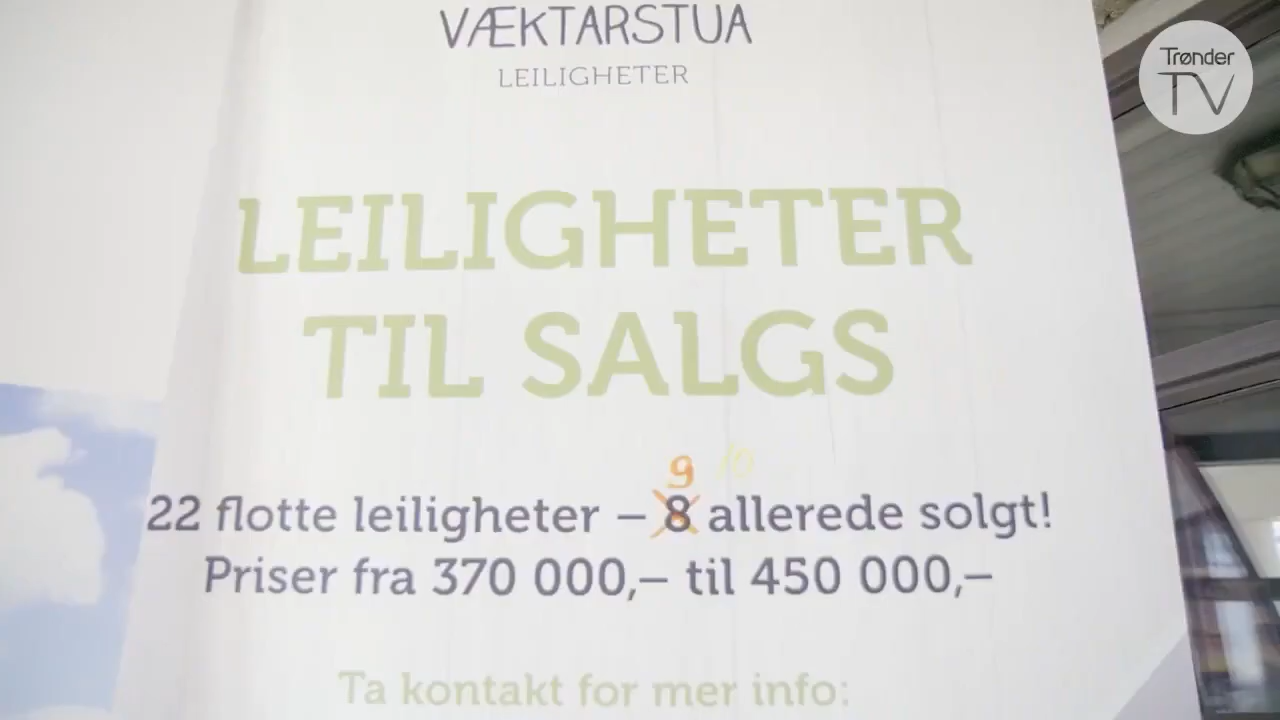 VÆKTARSTUA
LEILIGHETER
Trønder
TV
LEILIGHETER
TIL SALGS
9 10
22 flotte leiligheter – 8 allerede solgt!
Priser fra 370 000,– til 450 000,–
Ta kontakt for mer info: